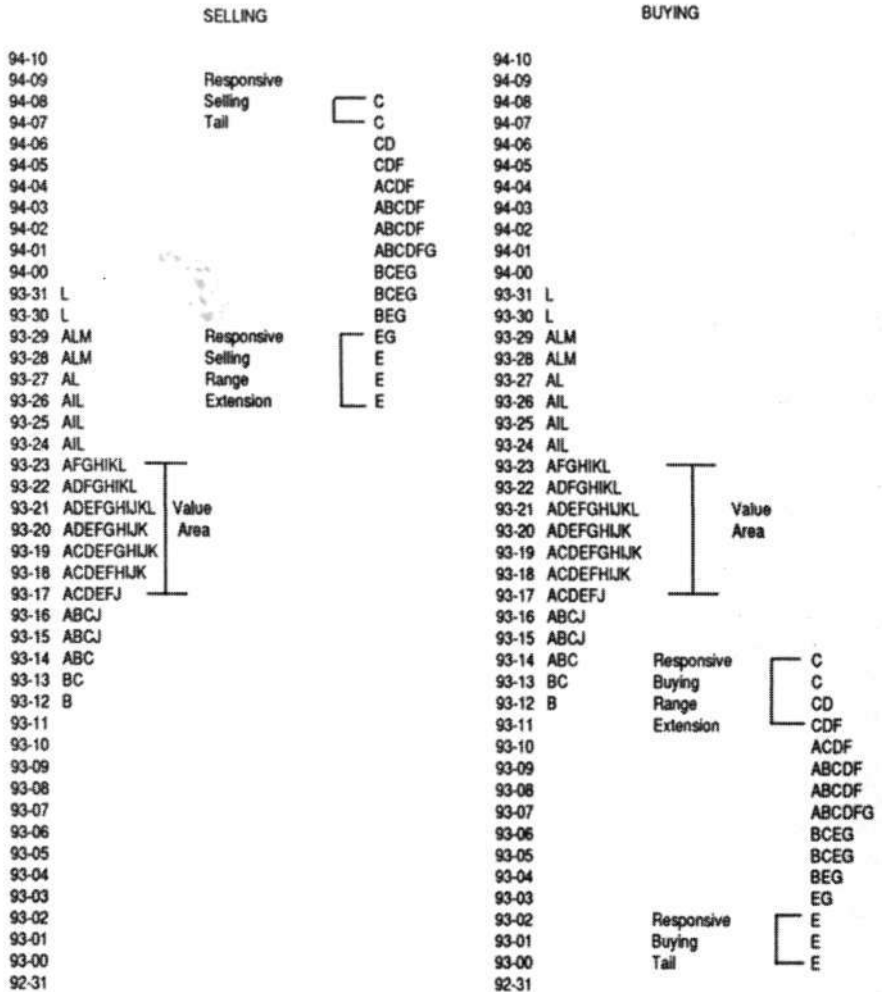 SELLING BUYING
94-10 94-10
94-09 Responsive 94-09
94-08 Selling C 94-08
94-07 Tail C 94-07
94-06 CD 94-06
94-05 CDF 94-05
94-04 ACDF 94-04
94-03 ABCDF 94-03
94-02 ABCDF 94-02
94-01 ABCDFG 94-01
94-00 BCEG 94-00
93-31 L BCEG 93-31 L
93-30 L BEG 93-30 L
93-29 ALM Responsive EG 93-29 ALM
93-28 ALM Selling E 93-28 ALM
93-27 AL Range E 93-27 AL
93-26 AIL Extension E 93-26 AIL
93-25 AIL 93-25 AIL
93-24 AIL 93-24 AIL
93-23 AFGHIKL 93-23 AFGHIKL
93-22 ADFGHIKL 93-22 ADFGHIKL
93-21 ADEFGHIJKL Value 93-21 ADEFGHIJKL Value
93-20 ADEFGHIJK Area 93-20 ADEFGHIJK Area
93-19 ACDEFGHIJK 93-19 ACDEFGHIJK
93-18 ACDEFHIJK 93-18 ACDEFHIJK
93-17 ACDEFJ 93-17 ACDEFJ
93-16 ABCJ 93-16 ABCJ
93-15 ABCJ 93-15 ABCJ
93-14 ABC 93-14 ABC Responsive C
93-13 BC 93-13 BC Buying C
93-12 B 93-12 B Range CD
93-11 93-11 Extension CDF
93-10 93-10 ACDF
93-09 93-09 ABCDF
93-08 93-08 ABCDF
93-07 93-07 ABCDFG
93-06 93-06 BCEG
93-05 93-05 BCEG
93-04 93-04 BEG
93-03 93-03 EG
93-02 93-02 Responsive E
93-01 93-01 Buying E
93-00 93-00 Tail E
92-31 92-31